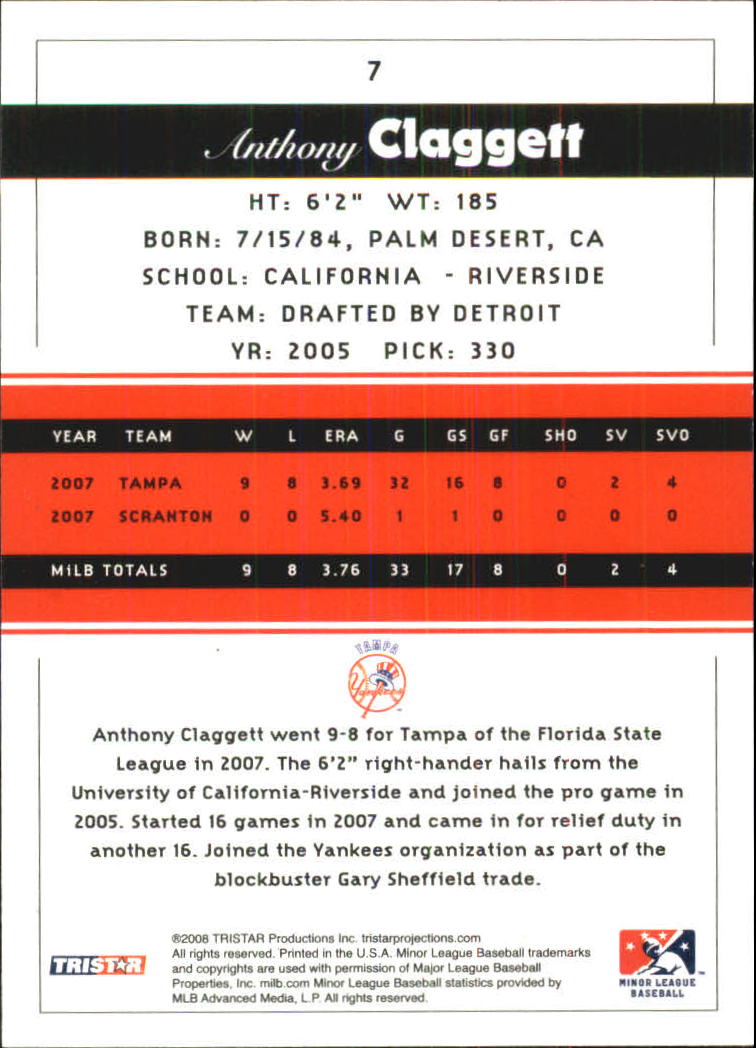 7
Anthony Claggett
HT: 6'2" WT: 185
BORN: 7/15/84, PALM DESERT, CA
SCHOOL: CALIFORNIA - RIVERSIDE
TEAM: DRAFTED BY DETROIT
YR: 2005 PICK: 330
YEAR TEAM W L ERA G GS GF SHO SV SVO
2007 TAMPA 9 8 3.69 32 16 8 0 2 4
2007 SCRANTON 0 0 5.40 1 1 0 0 0 0
MiLB TOTALS 9 8 3.76 33 17 8 0 2 4
TAMPA
Yankees
Anthony Claggett went 9-8 for Tampa of the Florida State
League in 2007. The 6'2" right-hander hails from the
University of California-Riverside and joined the pro game in
2005. Started 16 games in 2007 and came in for relief duty in
another 16. Joined the Yankees organization as part of the
blockbuster Gary Sheffield trade.
©2008 TRISTAR Productions Inc. tristarprojections.com
All rights reserved. Printed in the U.S.A. Minor League Baseball trademarks
and copyrights are used with permission of Major League Baseball
Properties, Inc. milb.com Minor League Baseball statistics provided by
MLB Advanced Media, L.P. All rights reserved.
TRISTAR
MINOR LEAGUE
BASEBALL